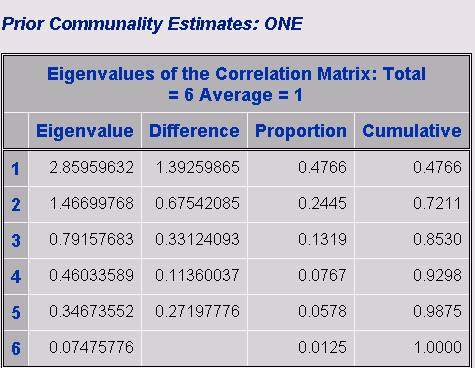 Prior Communality Estimates: ONE
Eigenvalues of the Correlation Matrix: Total
= 6 Average = 1
Eigenvalue Difference Proportion Cumulative
1 2.85959632 1.39259865 0.4766 0.4766
2 1.46699768 0.67542085 0.2445 0.7211
3 0.79157683 0.33124093 0.1319 0.8530
4 0.46033589 0.11360037 0.0767 0.9298
5 0.34673552 0.27197776 0.0578 0.9875
6 0.07475776 0.0125 1.0000